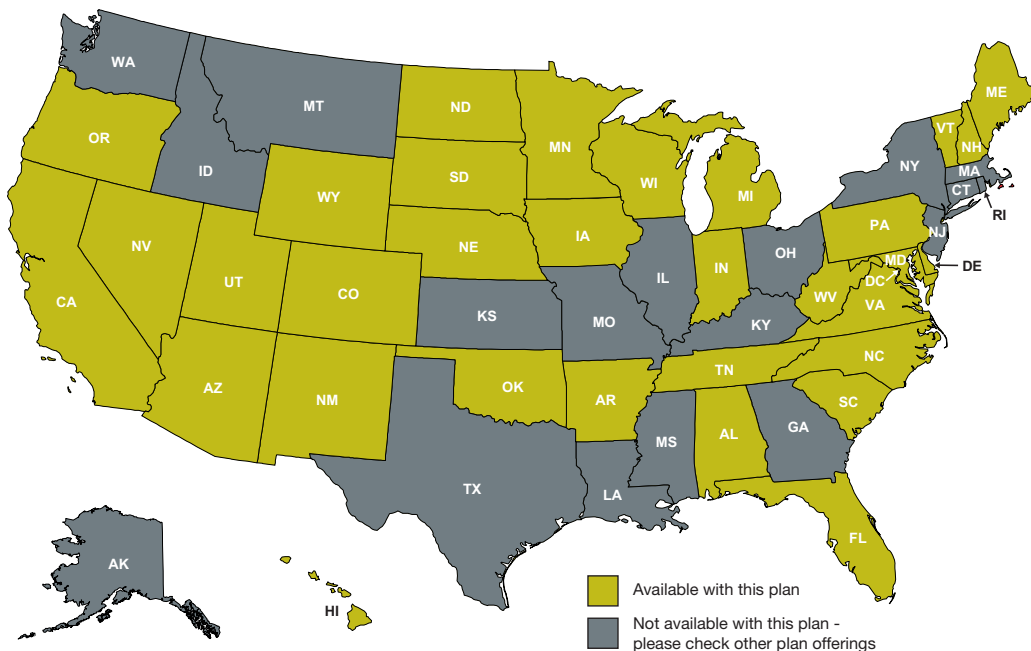 WA
MT
ND
ME
VT
OR
MN
NH
ID
NY
MA
SD
WI
WY
MI
CT
RI
PA
IA
NE
NJ
NV
OH
IN
IL
MD
DE
UT
DC
CO
WV
CA
VA
KS
MO
KY
NC
TN
AZ
OK
NM
AR
SC
GA
AL
MS
TX
LA
FL
AK
HI
Available with this plan
Not available with this plan -
please check other plan offerings